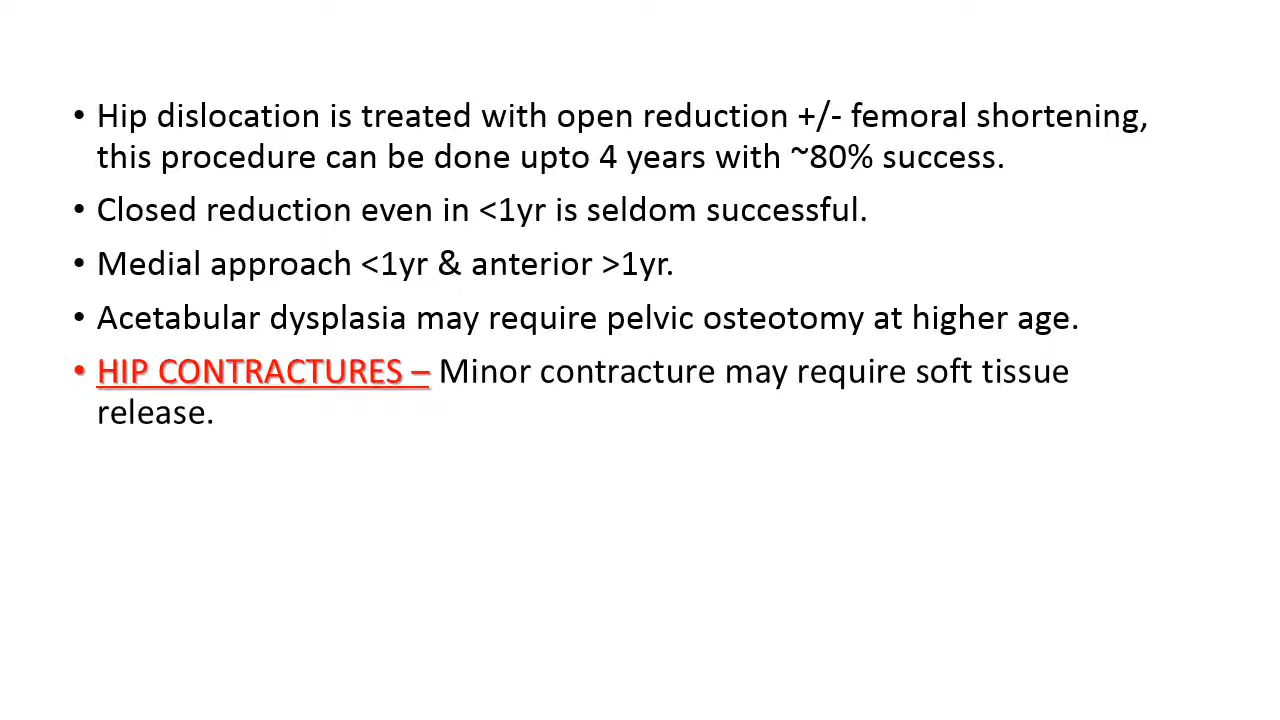 • Hip dislocation is treated with open reduction +/- femoral shortening,
this procedure can be done upto 4 years with ~80% success.
• Closed reduction even in <1yr is seldom successful.
• Medial approach <1yr & anterior >1yr.
• Acetabular dysplasia may require pelvic osteotomy at higher age.
• HIP CONTRACTURES – Minor contracture may require soft tissue
release.